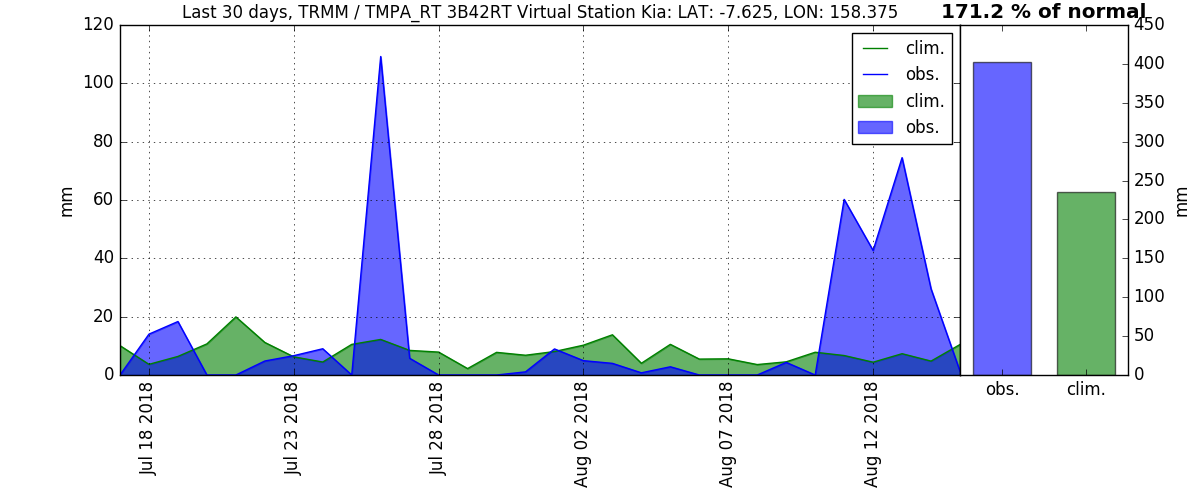 Last 30 days, TRMM / TMPA_RT 3B42RT Virtual Station Kia: LAT: -7.625, LON: 158.375
171.2 % of normal
120
100
80
60
40
20
0
mm
clim.
obs.
clim.
obs.
450
400
350
300
250
200
150
100
50
0
mm
obs.
clim.
Jul 18 2018
Jul 23 2018
Jul 28 2018
Aug 02 2018
Aug 07 2018
Aug 12 2018